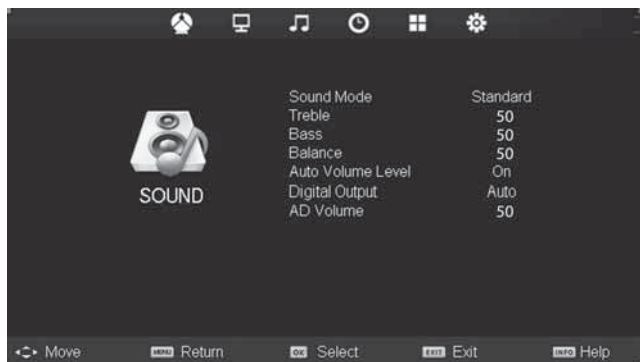 Sound Mode Standard
Treble 50
Bass 50
Balance 50
Auto Volume Level On
Digital Output Auto
AD Volume 50
SOUND
Move MENU Return OK Select EXIT Exit INFO Help